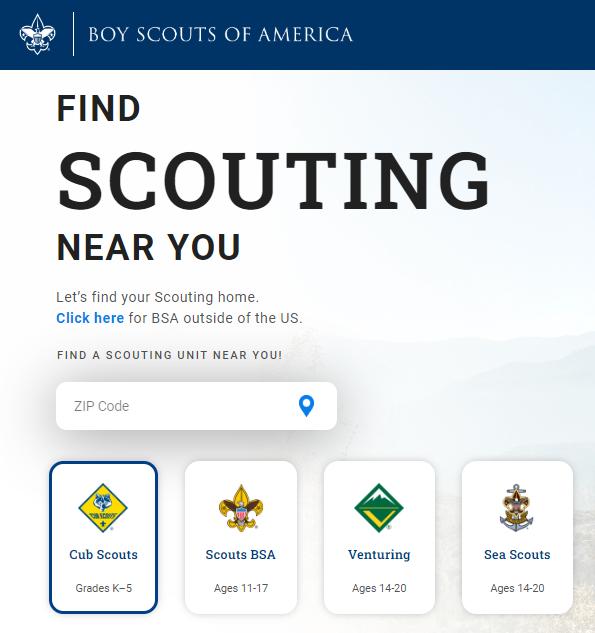 BOY SCOUTS OF AMERICA
FIND
SCOUTING
NEAR YOU
Let’s find your Scouting home.
Click here for BSA outside of the US.
FIND A SCOUTING UNIT NEAR YOU!
ZIP Code
CUB SCOUTS
Cub Scouts
Grades K–5
Scouts BSA
Ages 11-17
Venturing
Ages 14-20
Sea Scouts
Ages 14-20